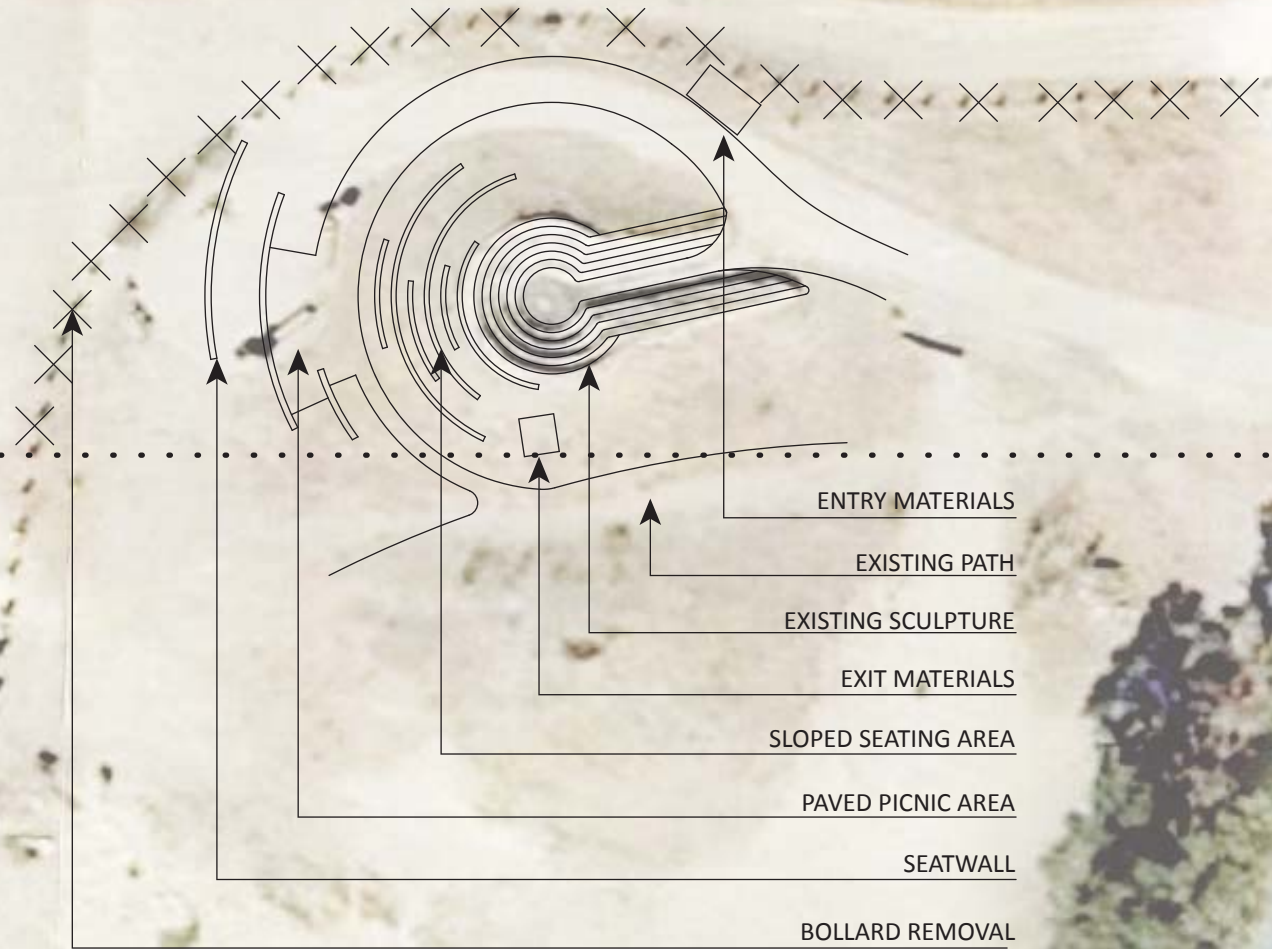 ENTRY MATERIALS
EXISTING PATH
EXISTING SCULPTURE
EXIT MATERIALS
SLOPED SEATING AREA
PAVED PICNIC AREA
SEATWALL
BOLLARD REMOVAL